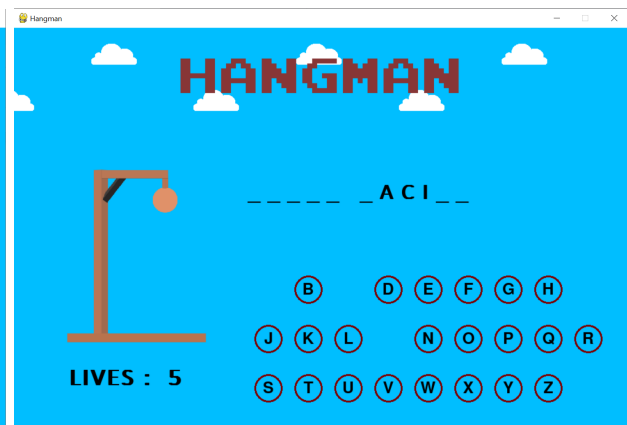 Hangman
HANGMAN
_ _ _ _ _ _ A C I _ _
B D E F G H
J K L N O P Q R
LIVES : 5
S T U V W X Y Z